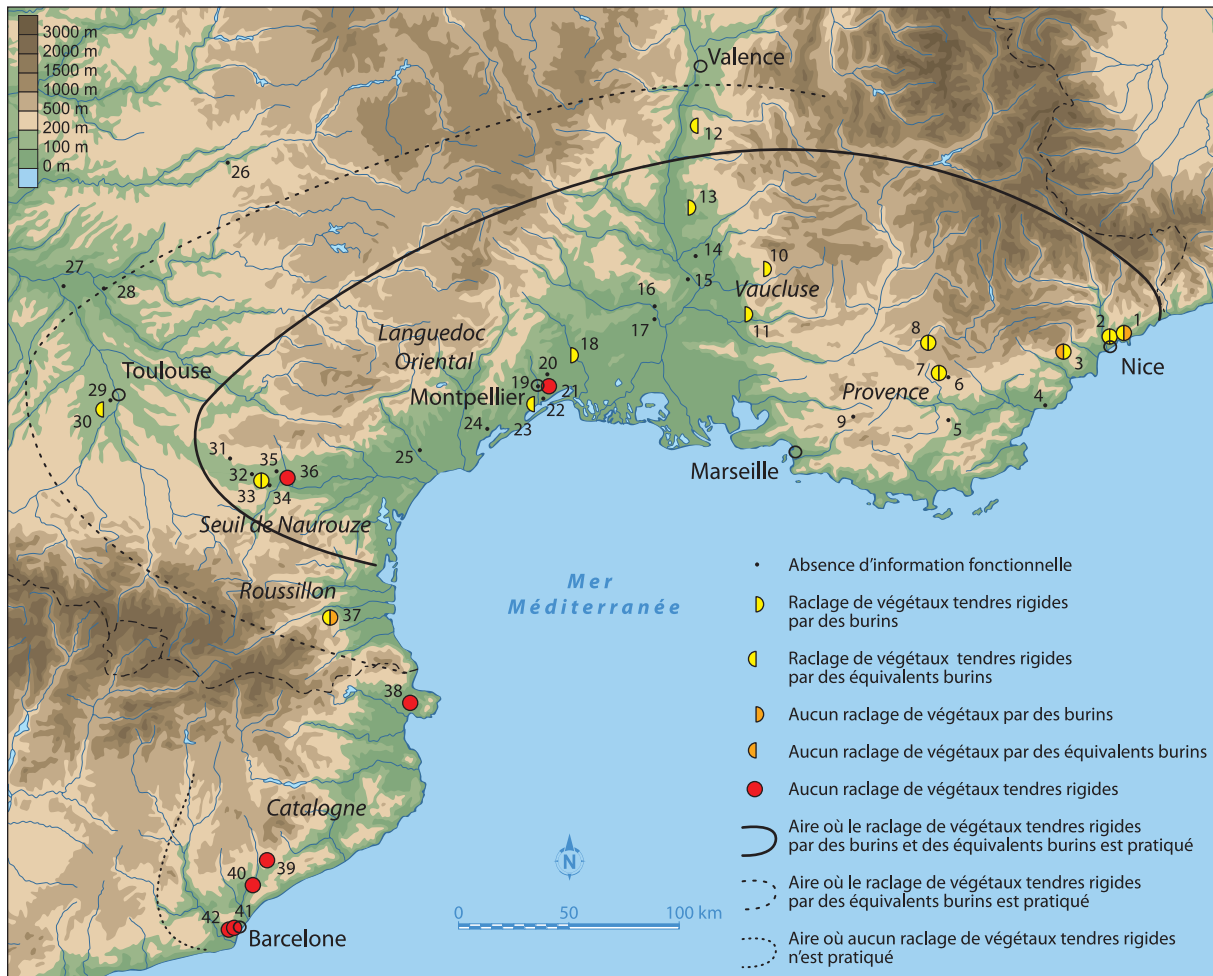 3000 m
2000 m
1500 m
1000 m
500 m
200 m
100 m
0 m
Valence
12
26
13
14
10
27
28
15
Vaucluse
16
17
11
Languedoc
Oriental
18
8
2
1
Nice
3
7
6
Toulouse
29
30
20
19
21
Montpellier
22
23
Provence
4
9
5
24
25
Marseille
31
35
36
32
33
34
Seuil de Naurouze
Roussillon
37
Mer
Méditerranée
38
Catalogne
39
40
41
42
Barcelone
N
0
50
100 km
Absence d'information fonctionnelle
Raclage de végétaux tendres rigides
par des burins
Raclage de végétaux tendres rigides
par des équivalents burins
Aucun raclage de végétaux par des burins
Aucun raclage de végétaux par des équivalents burins
Aucun raclage de végétaux tendres rigides
Aire où le raclage de végétaux tendres rigides
par des burins et des équivalents burins est pratiqué
Aire où le raclage de végétaux tendres rigides
par des équivalents burins est pratiqué
Aire où aucun raclage de végétaux tendres rigides
n'est pratiqué